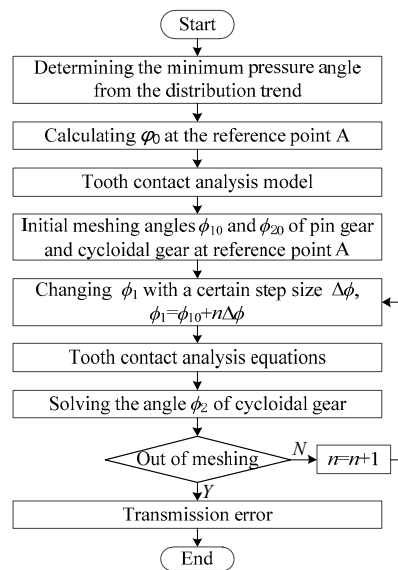 Start
Determining the minimum pressure angle
from the distribution trend
Calculating φ0 at the reference point A
Tooth contact analysis model
Initial meshing angles ϕ10 and ϕ20 of pin gear
and cycloidal gear at reference point A
Changing ϕ1 with a certain step size Δϕ,
ϕ1=ϕ10+nΔϕ
Tooth contact analysis equations
Solving the angle ϕ2 of cycloidal gear
Out of meshing
N
n=n+1
Y
Transmission error
End